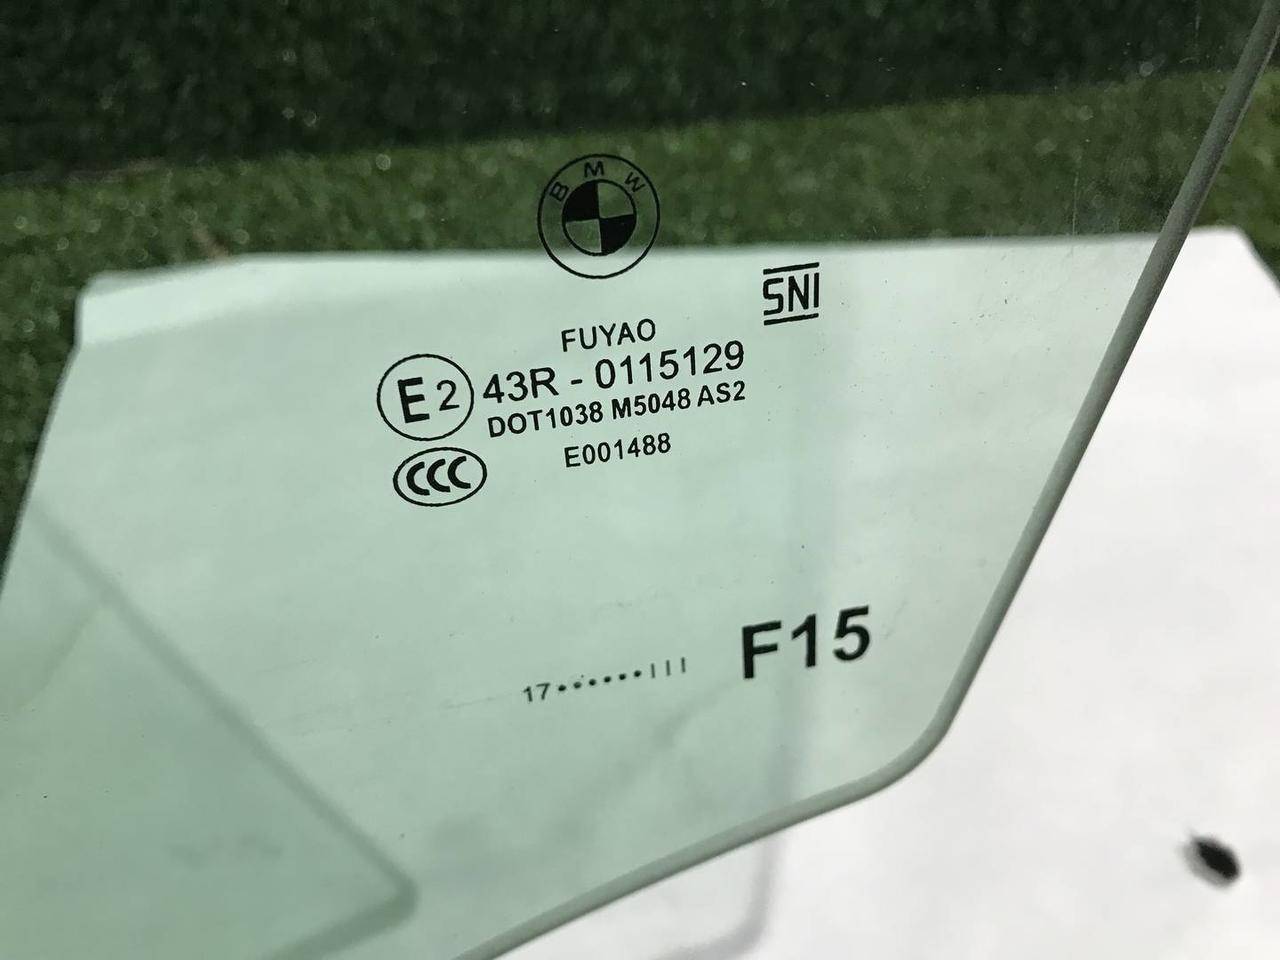 BMW
SNI
FUYAO
E2 43R - 0115129
DOT1038 M5048 AS2
CCC
E001488
F15
17•••••••III